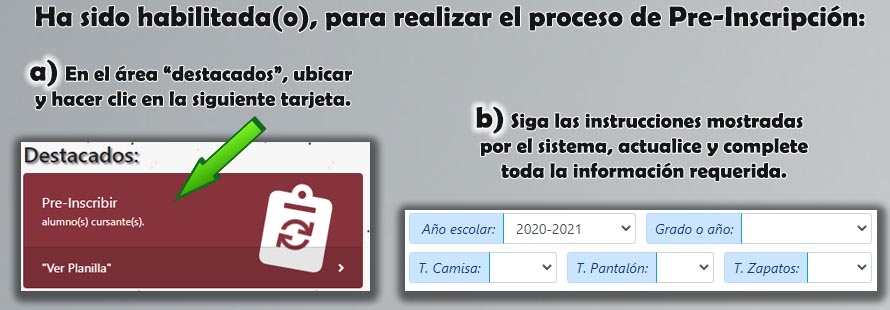 Ha sido habilitada(o), para realizar el proceso de Pre-Inscripción:
a) En el área “destacados”, ubicar
y hacer clic en la siguiente tarjeta.
Destacados:
Pre-Inscribir
alumno(s) cursante(s).
"Ver Planilla"
b) Siga las instrucciones mostradas
por el sistema, actualice y complete
toda la información requerida.
Año escolar: 2020-2021 Grado o año:
T. Camisa: T. Pantalón: T. Zapatos: